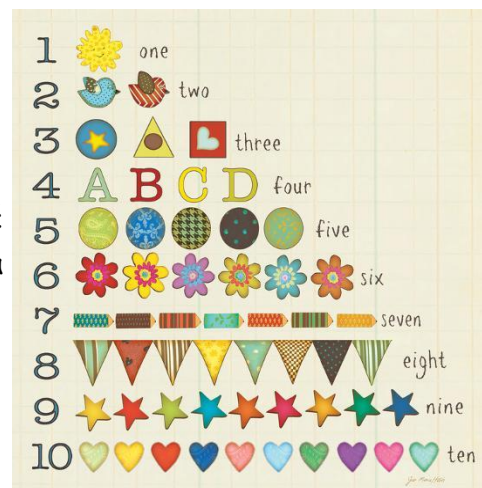 1 one
2 two
3 three
4 A B C D four
5 five
6 six
7 seven
8 eight
9 nine
10 ten